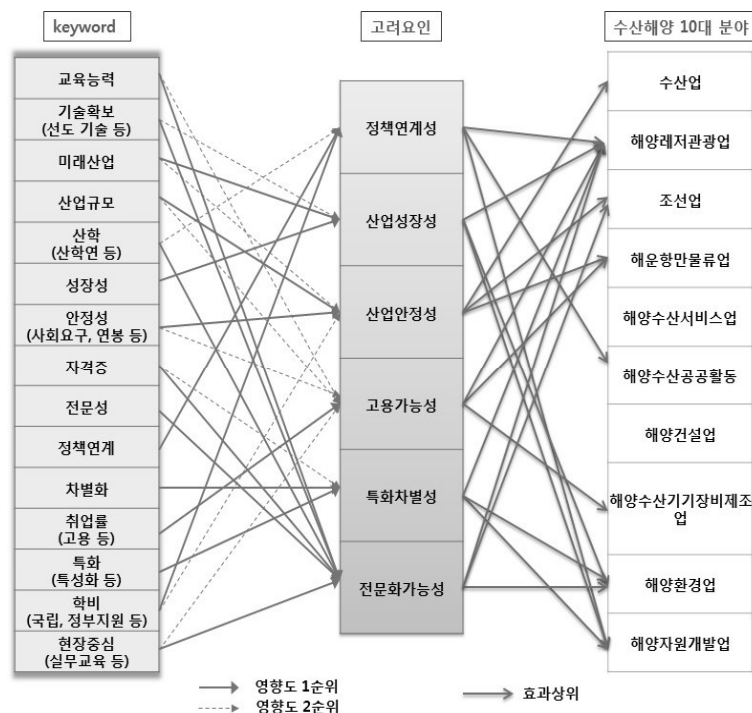 keyword
고려요인
수산해양 10대 분야
교육능력
기술확보
(선도 기술 등)
미래산업
산업규모
산학
(산학연 등)
성장성
안정성
(사회요구, 연봉 등)
자격증
전문성
정책연계
차별화
취업률
(고용 등)
특화
(특성화 등)
학비
(국립, 정부지원 등)
현장중심
(실무교육 등)
정책연계성
산업성장성
산업안정성
고용가능성
특화차별성
전문화가능성
수산업
해양레저관광업
조선업
해운항만물류업
해양수산서비스업
해양수산공공활동
해양건설업
해양수산기기장비제조
업
해양환경업
해양자원개발업
영향도 1순위
영향도 2순위
효과상위